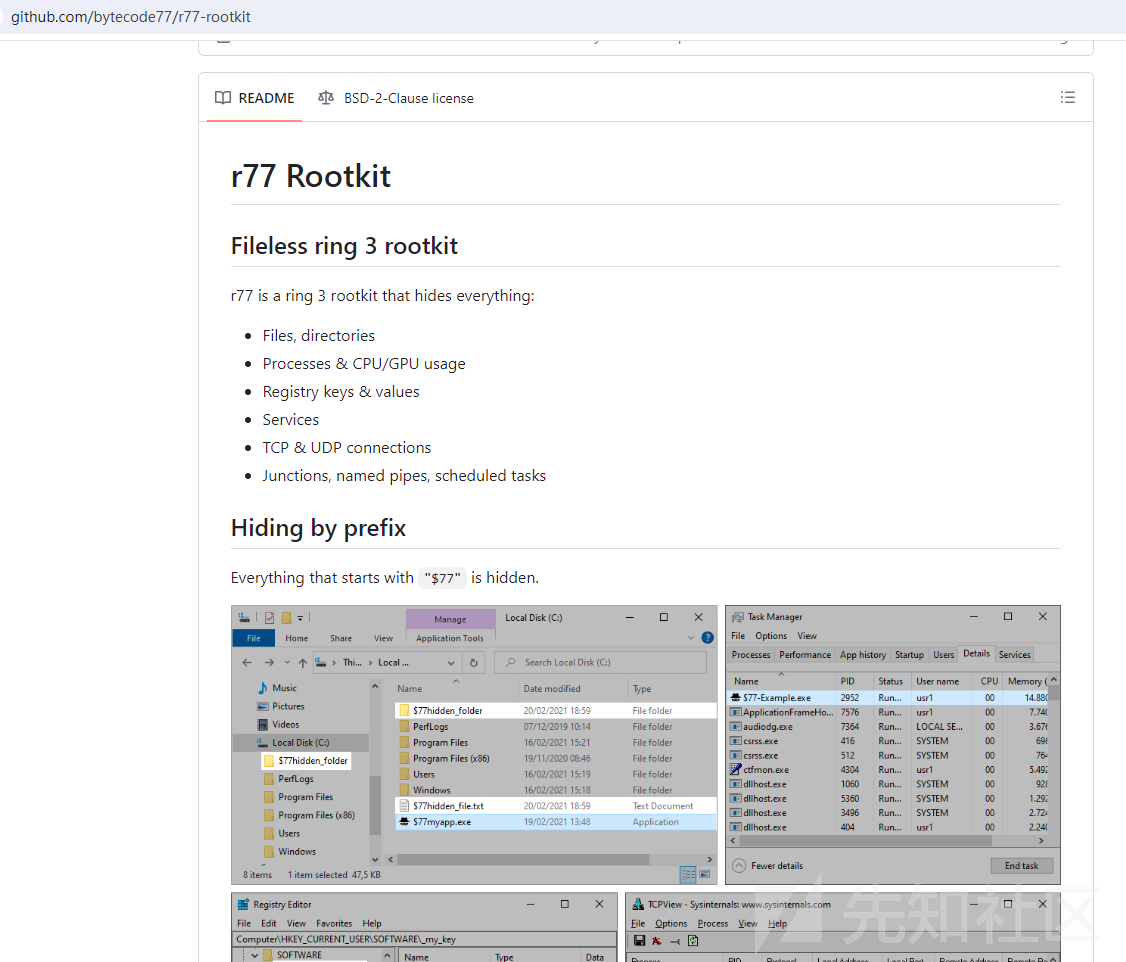 github.com/bytecode77/r77-rootkit
README
BSD-2-Clause license
r77 Rootkit
Fileless ring 3 rootkit
r77 is a ring 3 rootkit that hides everything:
Files, directories
Processes & CPU/GPU usage
Registry keys & values
Services
TCP & UDP connections
Junctions, named pipes, scheduled tasks
Hiding by prefix
Everything that starts with "$77" is hidden.
Manage Local Disk (C:)
File Home Share View Application Tools
Thi... Local ... Search Local Disk (C:)
Music
Pictures
Videos
Local Disk (C:)
$77hidden_folder
PerfLogs
Program Files
Program Files (x86)
Users
Windows
Name Date modified Type
$77hidden_folder 20/02/2021 18:59 File folder
PerfLogs 07/12/2019 10:14 File folder
Program Files 16/02/2021 15:21 File folder
Program Files (x86) 19/11/2020 08:46 File folder
Users 16/02/2021 15:19 File folder
Windows 16/02/2021 15:18 File folder
$77hidden_file.txt 20/02/2021 18:59 Text Document
$77myapp.exe 19/02/2021 13:48 Application
8 items 1 item selected 47,5 KB
Task Manager
File Options View
Processes Performance App history Startup Users Details Services
Name PID Status User name CPU Memory (
$77-Example.exe 2952 Run... usr1 00 14.880
ApplicationFrameHo... 7576 Run... usr1 00 7.740
audiodg.exe 7364 Run... LOCAL SE... 00 3.676
csrss.exe 416 Run... SYSTEM 00 696
csrss.exe 512 Run... SYSTEM 00 764
ctfmon.exe 4304 Run... usr1 00 5.492
dllhost.exe 1060 Run... SYSTEM 00 928
dllhost.exe 5360 Run... SYSTEM 00 1.292
dllhost.exe 3496 Run... SYSTEM 00 2.724
dllhost.exe 404 Run... usr1 00 2.240
Fewer details End task
Registry Editor
File Edit View Favorites Help
Computer\HKEY_CURRENT_USER\SOFTWARE\_my_key
SOFTWARE
Name Type Data
TCPView - Sysinternals: www.sysinternals.com
File Options Process View Help
先知社区